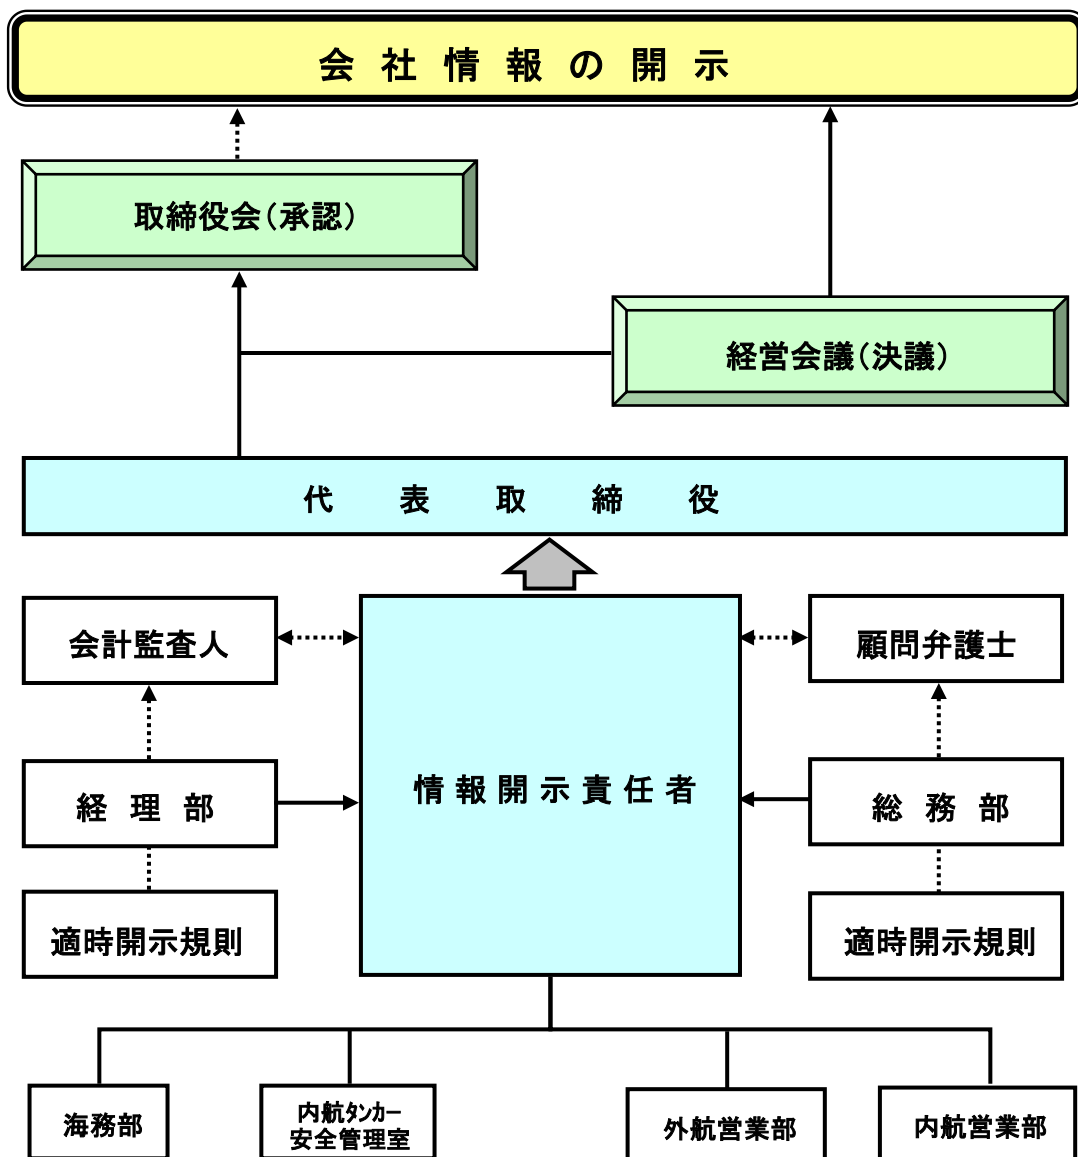 会社情報の開示
取締役会（承認）
経営会議（決議）
代表取締役
会計監査人
顧問弁護士
情報開示責任者
経理部
総務部
適時開示規則
適時開示規則
海務部
内航ﾀﾝｶｰ
安全管理室
外航営業部
内航営業部